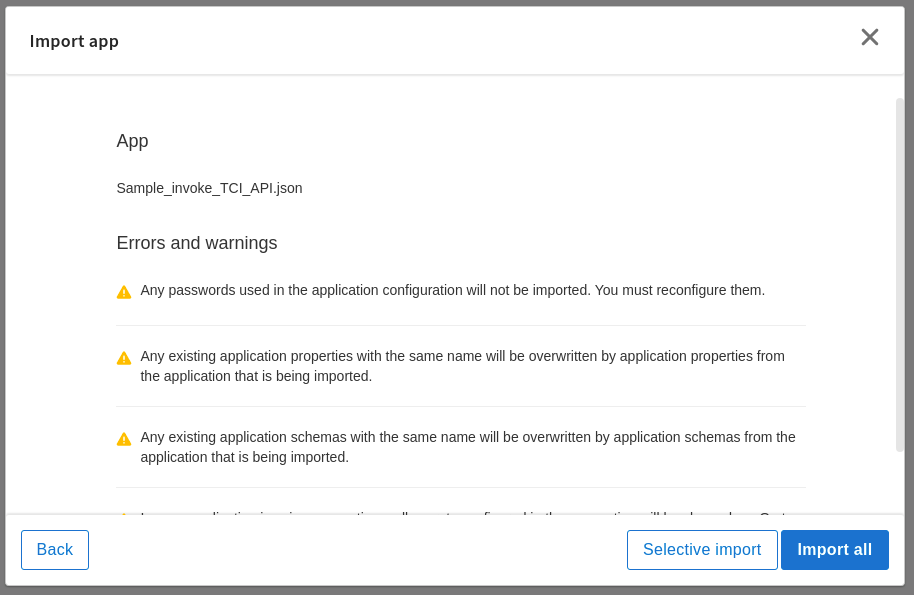 Import app
App
Sample_invoke_TCI_API.json
Errors and warnings
Any passwords used in the application configuration will not be imported. You must reconfigure them.
Any existing application properties with the same name will be overwritten by application properties from
the application that is being imported.
Any existing application schemas with the same name will be overwritten by application schemas from the
application that is being imported.
Back
Selective import
Import all